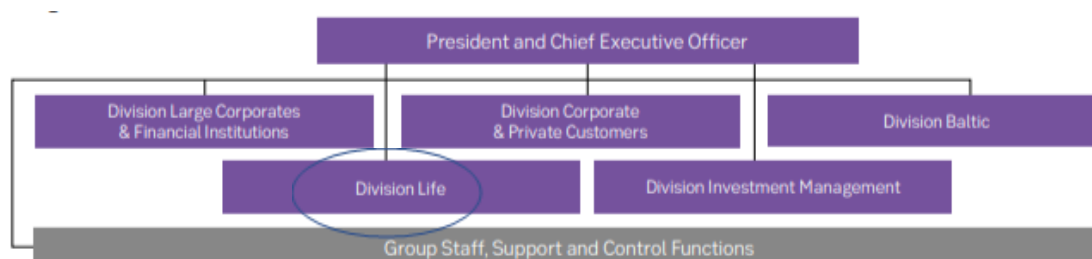 President and Chief Executive Officer
Division Large Corporates
& Financial Institutions
Division Corporate
& Private Customers
Division Baltic
Division Life
Division Investment Management
Group Staff, Support and Control Functions